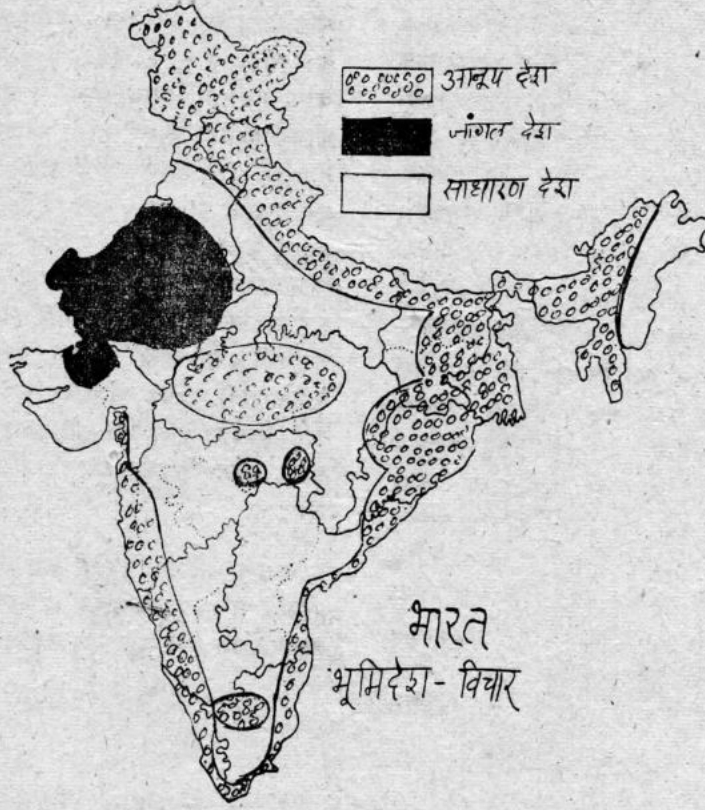 आनूप देश
जांगल देश
साधारण देश
भारत
भूमिदेश - विचार